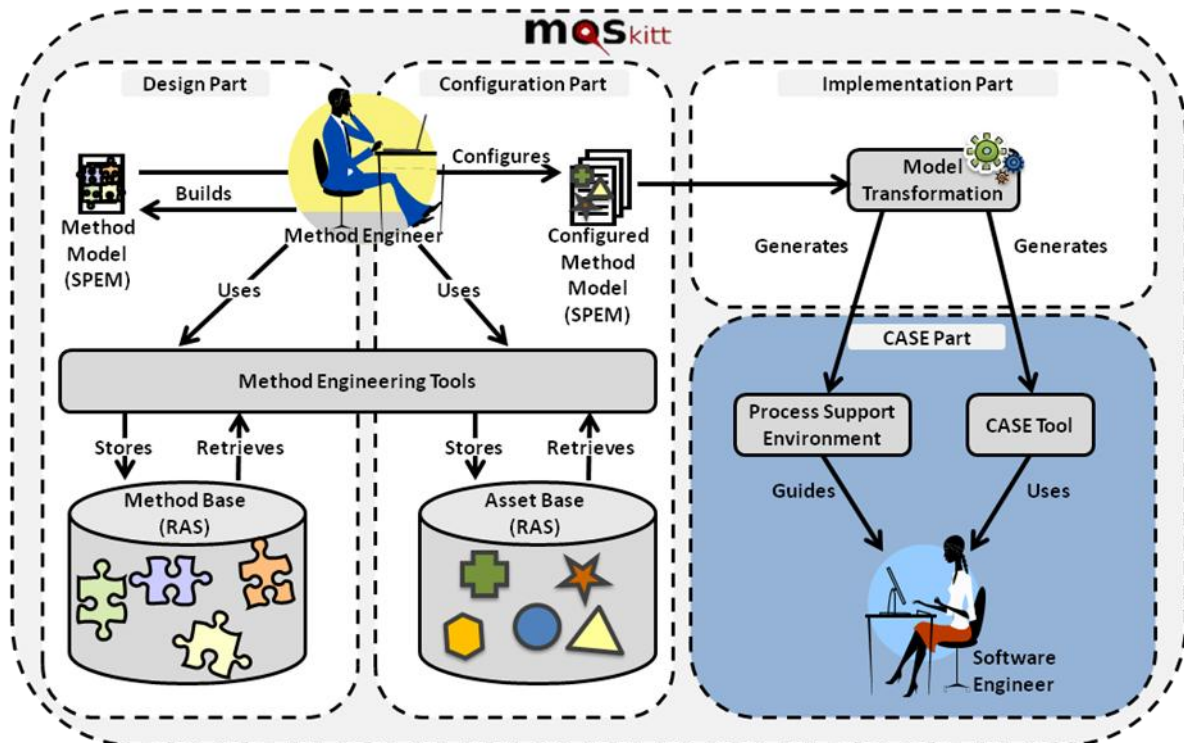 moskitt
Design Part
Configuration Part
Implementation Part
Configures
Builds
Model
Transformation
Method
Model
(SPEM)
Method Engineer
Configured
Method
Model
(SPEM)
Generates
Generates
Uses
Uses
CASE Part
Method Engineering Tools
Process Support
Environment
CASE Tool
Stores
Retrieves
Stores
Retrieves
Guides
Uses
Method Base
(RAS)
Asset Base
(RAS)
Software
Engineer